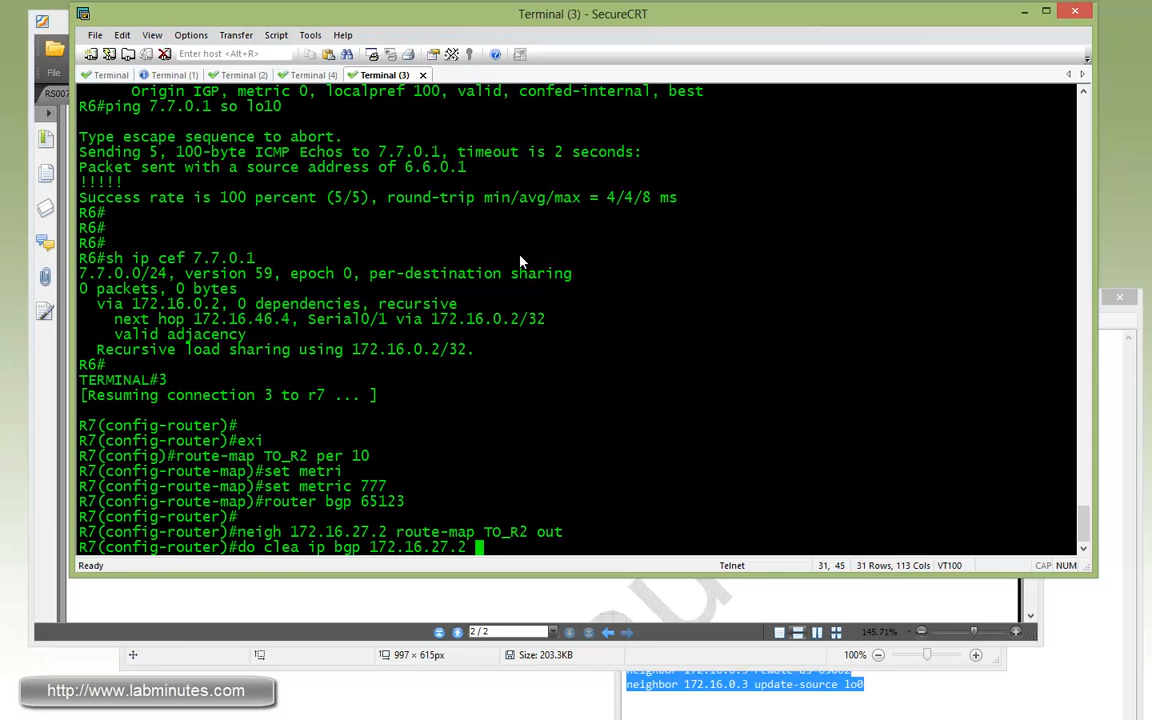 Terminal (3) - SecureCRT
File Edit View Options Transfer Script Tools Help
Enter host <Alt+R>
Terminal Terminal (1) Terminal (2) Terminal (4) Terminal (3)
File
RS007
Origin IGP, metric 0, localpref 100, valid, confed-internal, best
R6#ping 7.7.0.1 so lo10
Type escape sequence to abort.
Sending 5, 100-byte ICMP Echos to 7.7.0.1, timeout is 2 seconds:
Packet sent with a source address of 6.6.0.1
!!!!!
Success rate is 100 percent (5/5), round-trip min/avg/max = 4/4/8 ms
R6#
R6#
R6#
R6#sh ip cef 7.7.0.1
7.7.0.0/24, version 59, epoch 0, per-destination sharing
0 packets, 0 bytes
via 172.16.0.2, 0 dependencies, recursive
next hop 172.16.46.4, Serial0/1 via 172.16.0.2/32
valid adjacency
Recursive load sharing using 172.16.0.2/32.
R6#
TERMINAL#3
[Resuming connection 3 to r7 ... ]
R7(config-router)#
R7(config-router)#exi
R7(config)#route-map TO_R2 per 10
R7(config-route-map)#set metri
R7(config-route-map)#set metric 777
R7(config-route-map)#router bgp 65123
R7(config-router)#
R7(config-router)#neigh 172.16.27.2 route-map TO_R2 out
R7(config-router)#do clea ip bgp 172.16.27.2
Ready Telnet 31, 45 31 Rows, 113 Cols VT100 CAP NUM
2 / 2 145.71%
997 × 615px Size: 203.3KB 100%
neighbor 172.16.0.3 update-source lo0
http://www.labminutes.com